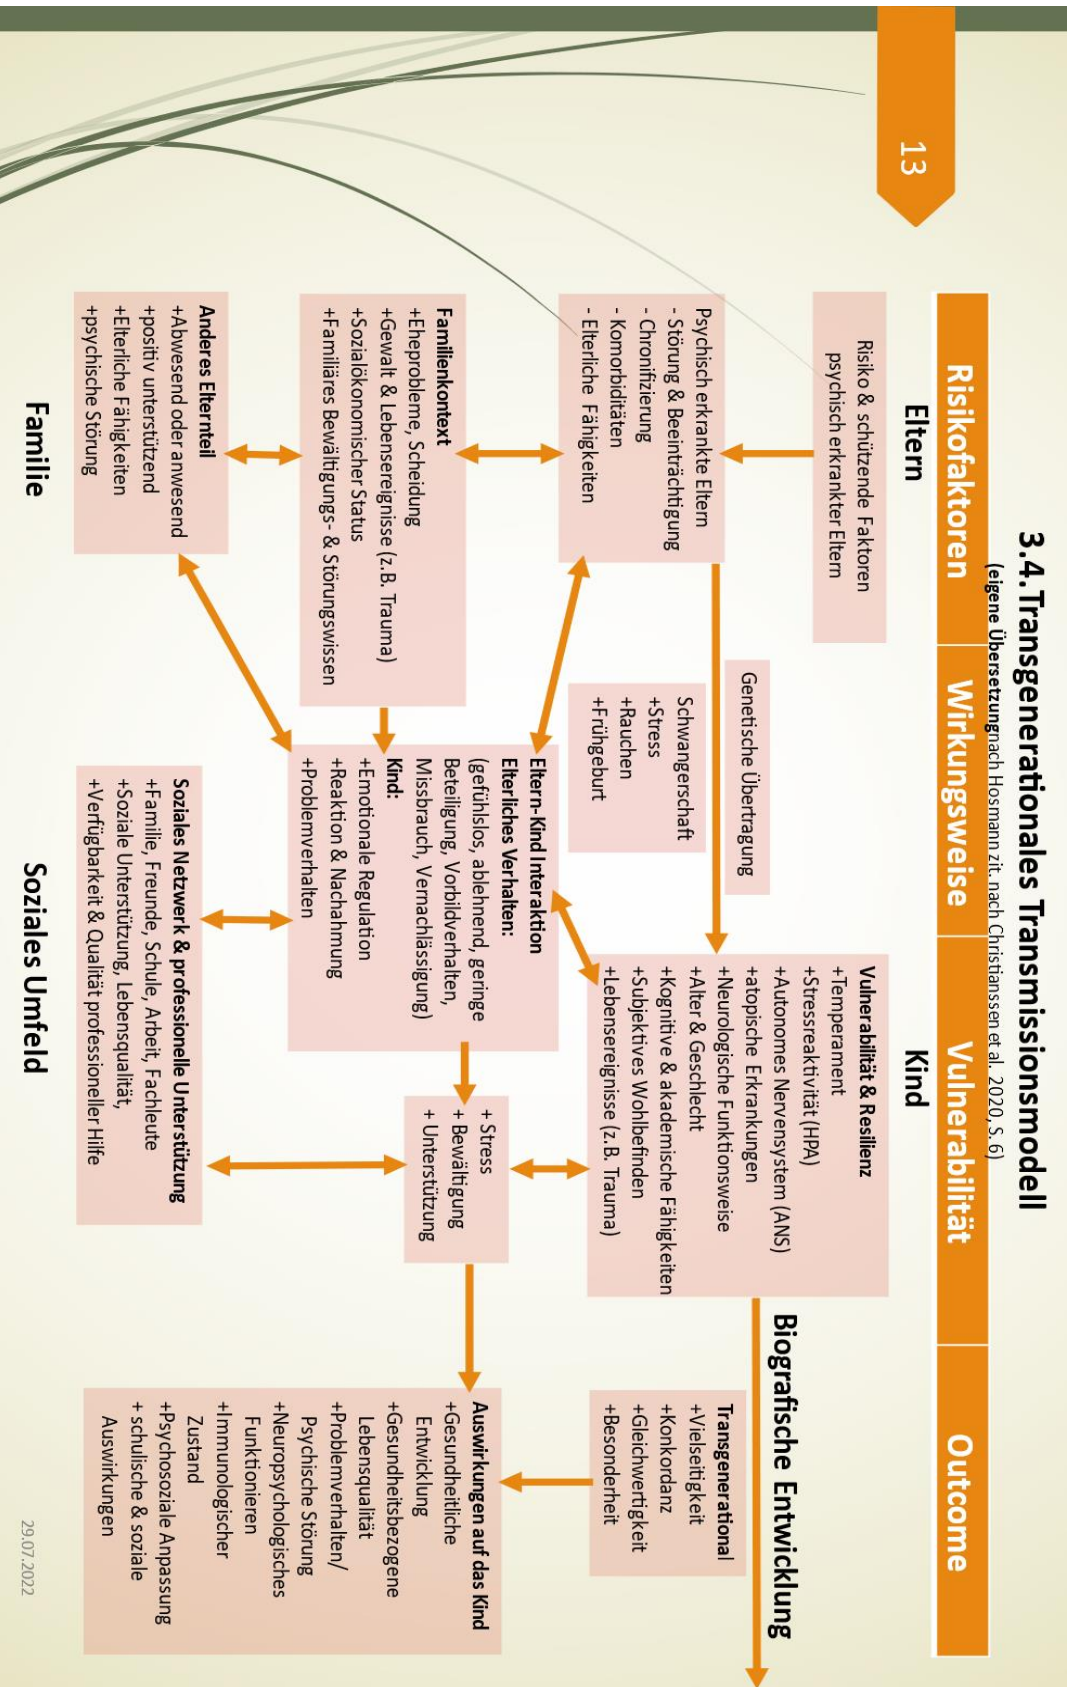 13
3.4.Transgenerationales Transmissionsmodell
(eigene Übersetzungnach Hosmann zit. nach Christianssen et al. 2020, S. 6)
Risikofaktoren
Wirkungsweise
Vulnerabilität
Outcome
Eltern
Kind
Risiko & schützende Faktoren
psychisch erkrankter Eltern
Psychisch erkrankte Eltern
- Störung & Beeinträchtigung
- Chronifizierung
- Komorbiditäten
- Elterliche Fähigkeiten
Familienkontext
+Eheprobleme, Scheidung
+Gewalt & Lebensereignisse (z.B. Trauma)
+Sozialökonomischer Status
+Familiäres Bewältigungs- & Störungswissen
Anderes Elternteil
+Abwesend oder anwesend
+positiv unterstützend
+Elterliche Fähigkeiten
+psychische Störung
Familie
Genetische Übertragung
Schwangerschaft
+Stress
+Rauchen
+Frühgeburt
Eltern-Kind Interaktion
Elterliches Verhalten:
(gefühlslos, ablehnend, geringe
Beteiligung, Vorbildverhalten,
Missbrauch, Vernachlässigung)
Kind:
+Emotionale Regulation
+Reaktion & Nachahmung
+Problemverhalten
Soziales Netzwerk & professionelle Unterstützung
+Familie, Freunde, Schule, Arbeit, Fachleute
+Soziale Unterstützung, Lebensqualität,
+Verfügbarkeit & Qualität professioneller Hilfe
Soziales Umfeld
Vulnerabilität & Resilienz
+Temperament
+Stressreaktivität (HPA)
+Autonomes Nervensystem (ANS)
+atopische Erkrankungen
+Neurologische Funktionsweise
+Alter & Geschlecht
+Kognitive & akademische Fähigkeiten
+Subjektives Wohlbefinden
+Lebensereignisse (z.B. Trauma)
+ Stress
+ Bewältigung
+ Unterstützung
Biografische Entwicklung
Transgenerational
+Vielseitigkeit
+Konkordanz
+Gleichwertigkeit
+Besonderheit
Auswirkungen auf das Kind
+Gesundheitliche
Entwicklung
+Gesundheitsbezogene
Lebensqualität
+Problemverhalten/
Psychische Störung
+Neuropsychologisches
Funktionieren
+Immunologischer
Zustand
+Psychosoziale Anpassung
+ schulische & soziale
Auswirkungen
29.07.2022